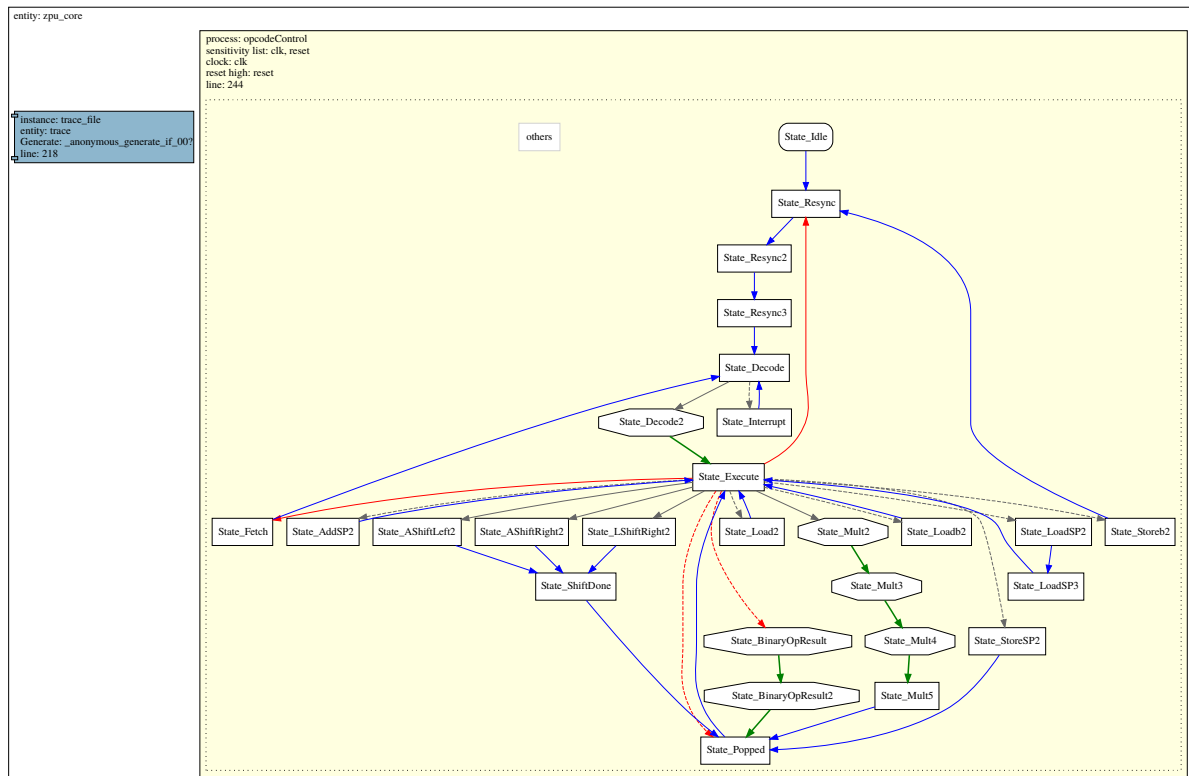 entity: zpu_core
process: opcodeControl
sensitivity list: clk, reset
clock: clk
reset high: reset
line: 244
instance: trace_file
entity: trace
Generate: _anonymous_generate_if_00?
line: 218
others
State_Idle
State_Resync
State_Resync2
State_Resync3
State_Decode
State_Decode2
State_Interrupt
State_Execute
State_Fetch
State_AddSP2
State_AShiftLeft2
State_AShiftRight2
State_LShiftRight2
State_Load2
State_Mult2
State_Loadb2
State_LoadSP2
State_Storeb2
State_ShiftDone
State_Mult3
State_LoadSP3
State_BinaryOpResult
State_Mult4
State_StoreSP2
State_BinaryOpResult2
State_Mult5
State_Popped